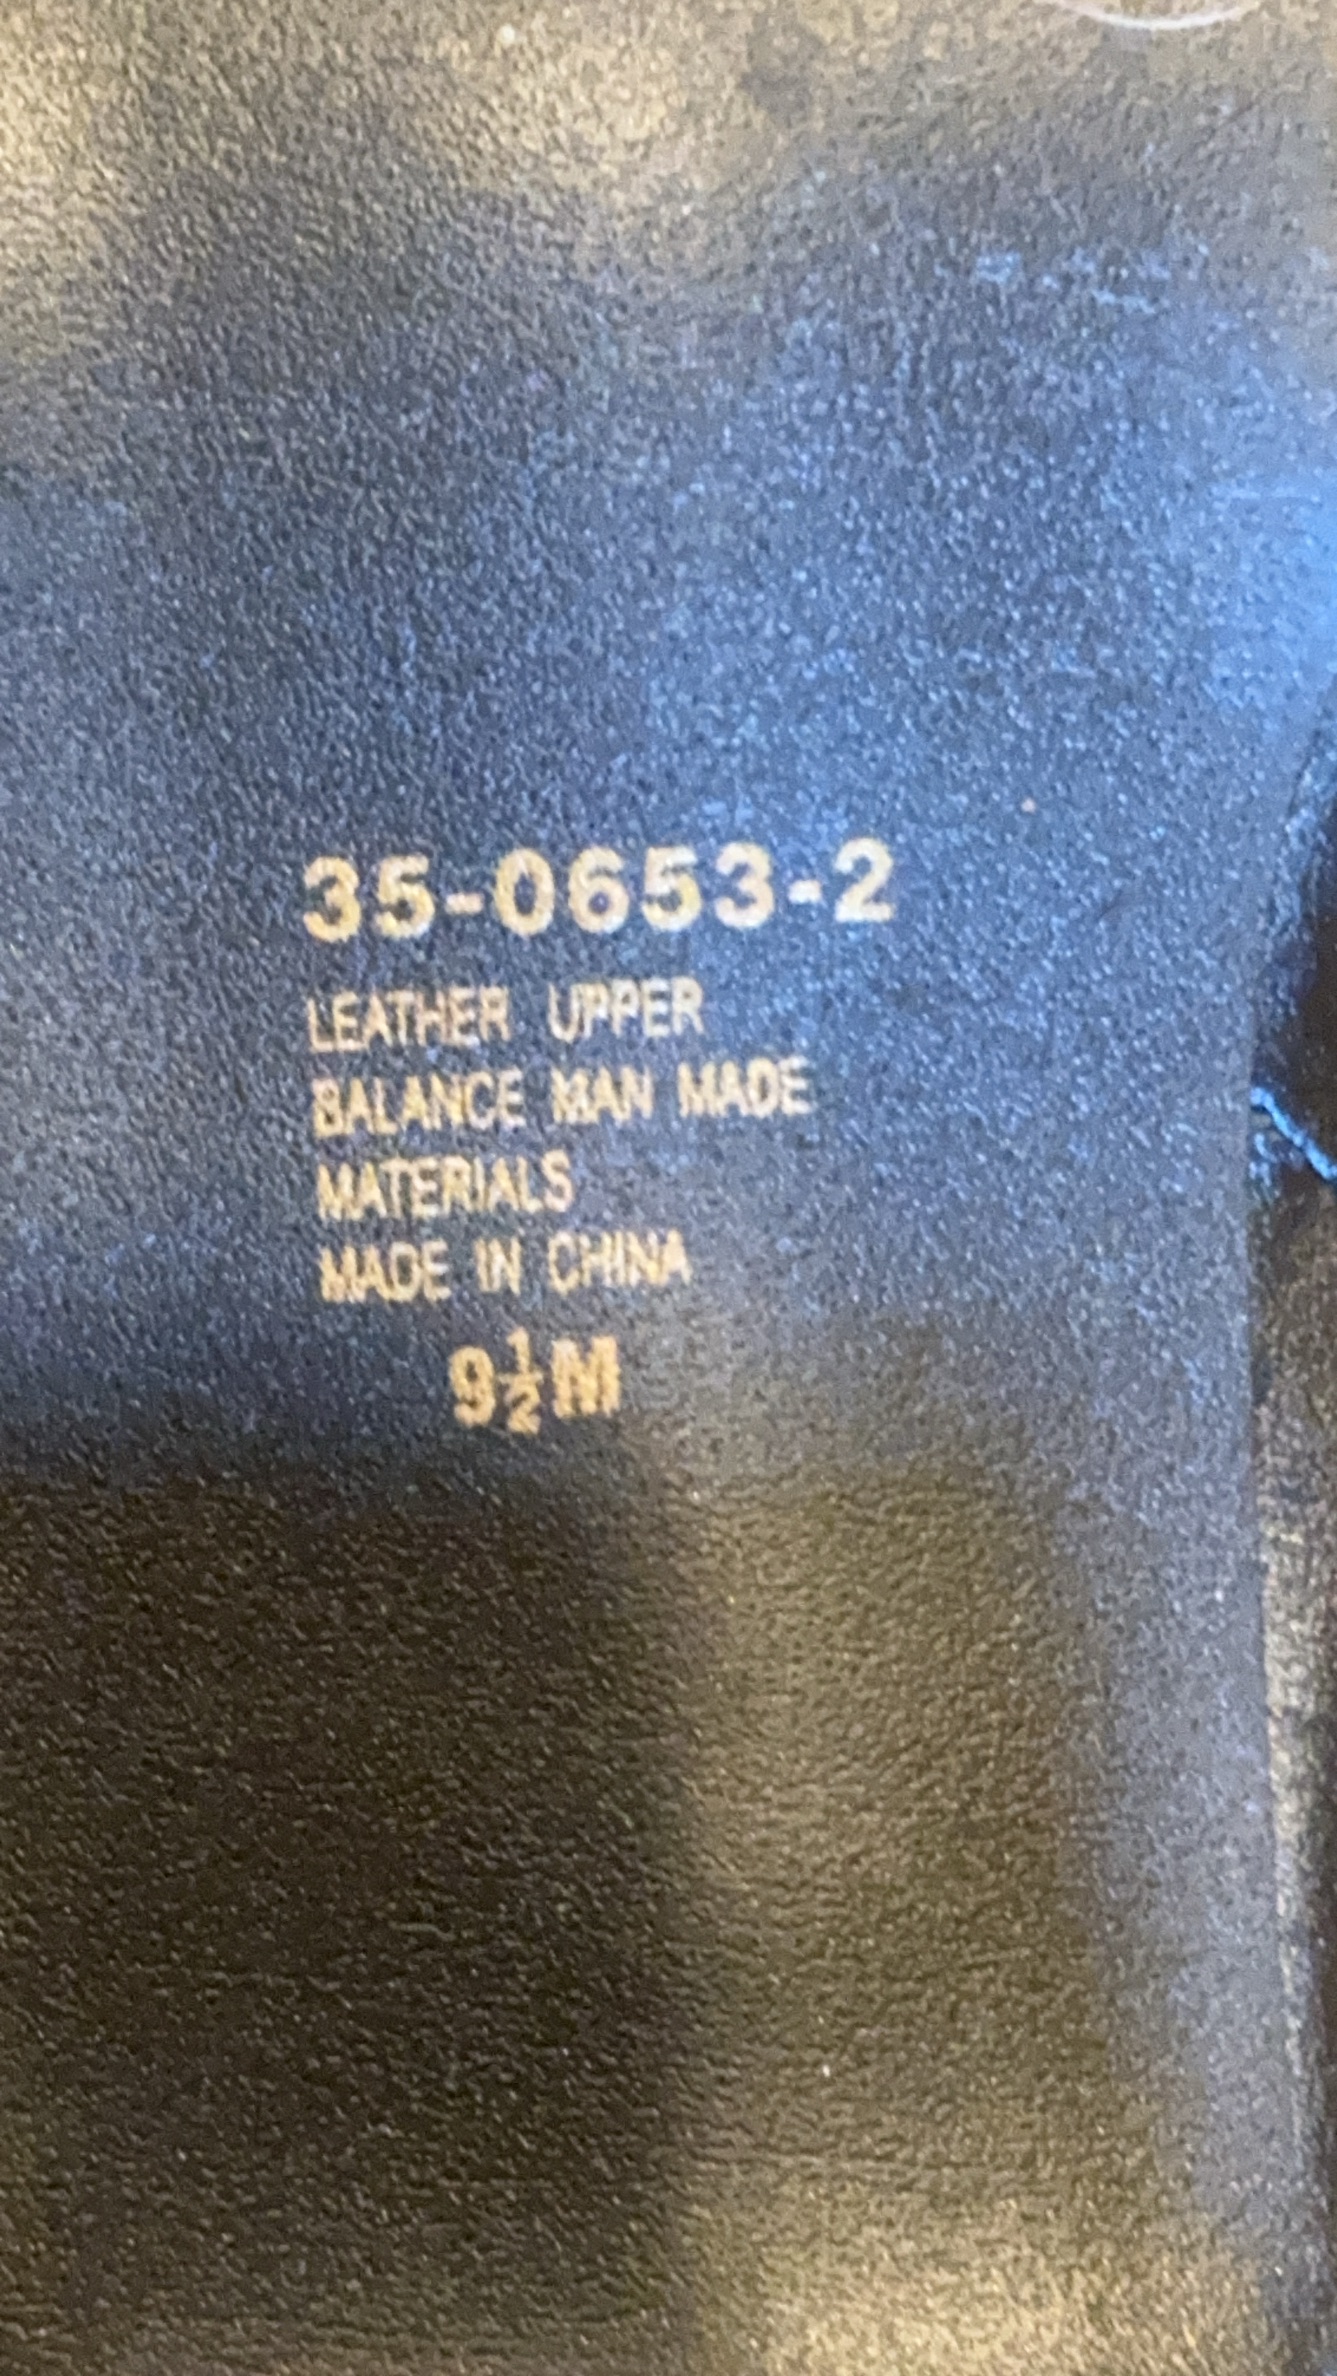 35-0653-2
LEATHER UPPER
BALANCE MAN MADE
MATERIALS
MADE IN CHINA
9½M